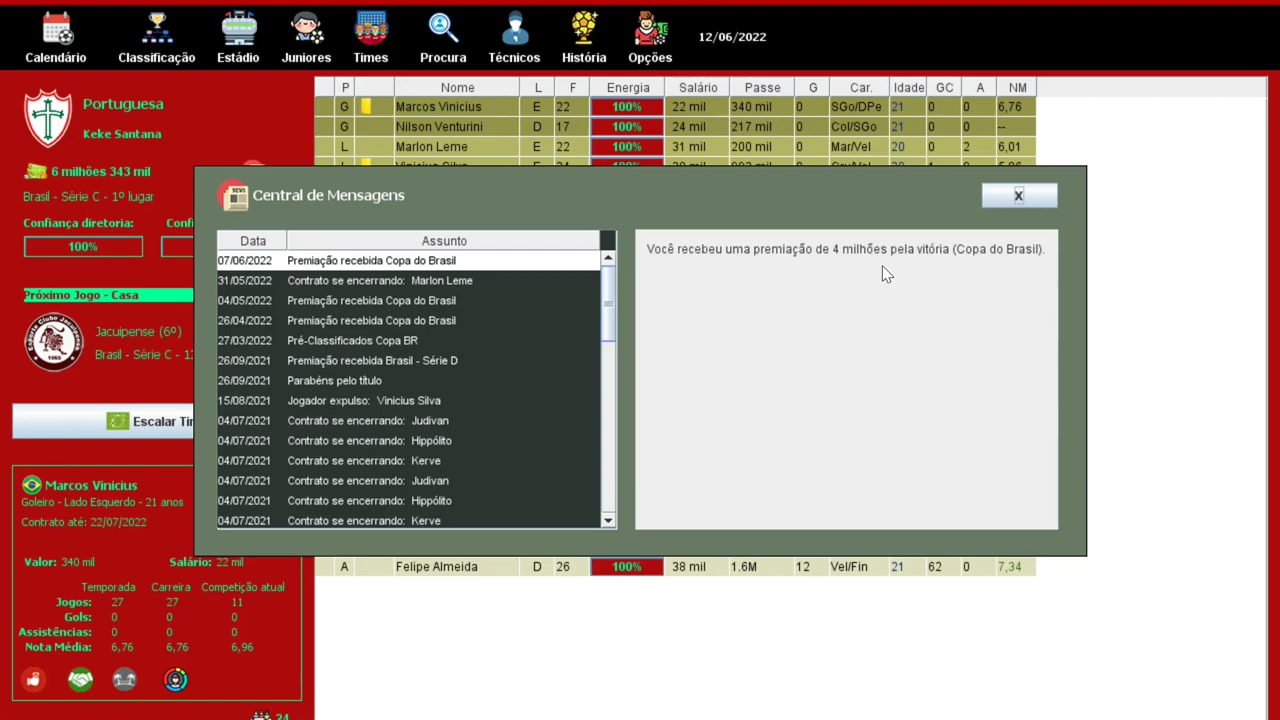 Calendário Classificação Estádio Juniores Times Procura Técnicos História Opções 12/06/2022
Portuguesa
Keke Santana
6 milhões 343 mil
Brasil - Série C - 1º lugar
Confiança diretoria:
100%
Próximo Jogo - Casa
Jacuipense (6º)
Brasil - Série C - 1
Escalar
Marcos Vinicius
Goleiro - Lado Esquerdo - 21 anos
Contrato até: 22/07/2022
Valor: 340 mil Salário: 22 mil
Temporada Carreira Competição atual
Jogos: 27 27 11
Gols: 0 0 0
Assistências: 0 0 0
Nota Média: 6,76 6,76 6,96
24
P Nome L F Energia Salário Passe G Car. Idade GC A NM
G Marcos Vinicius E 22 100% 22 mil 340 mil 0 SGo/DPe 21 0 0 6,76
G Nilson Venturini D 17 100% 24 mil 217 mil 0 Col/SGo 21 0 0 --
L Marlon Leme E 22 100% 31 mil 200 mil 0 Mar/Vel 20 0 2 6,01
Central de Mensagens X
Data Assunto
07/06/2022 Premiação recebida Copa do Brasil
31/05/2022 Contrato se encerrando: Marlon Leme
04/05/2022 Premiação recebida Copa do Brasil
26/04/2022 Premiação recebida Copa do Brasil
27/03/2022 Pré-Classificados Copa BR
26/09/2021 Premiação recebida Brasil - Série D
26/09/2021 Parabéns pelo título
15/08/2021 Jogador expulso: Vinicius Silva
04/07/2021 Contrato se encerrando: Judivan
04/07/2021 Contrato se encerrando: Hippólito
04/07/2021 Contrato se encerrando: Kerve
04/07/2021 Contrato se encerrando: Judivan
04/07/2021 Contrato se encerrando: Hippólito
04/07/2021 Contrato se encerrando: Kerve
Você recebeu uma premiação de 4 milhões pela vitória (Copa do Brasil).
A Felipe Almeida D 26 100% 38 mil 1.6M 12 Vel/Fin 21 62 0 7,34